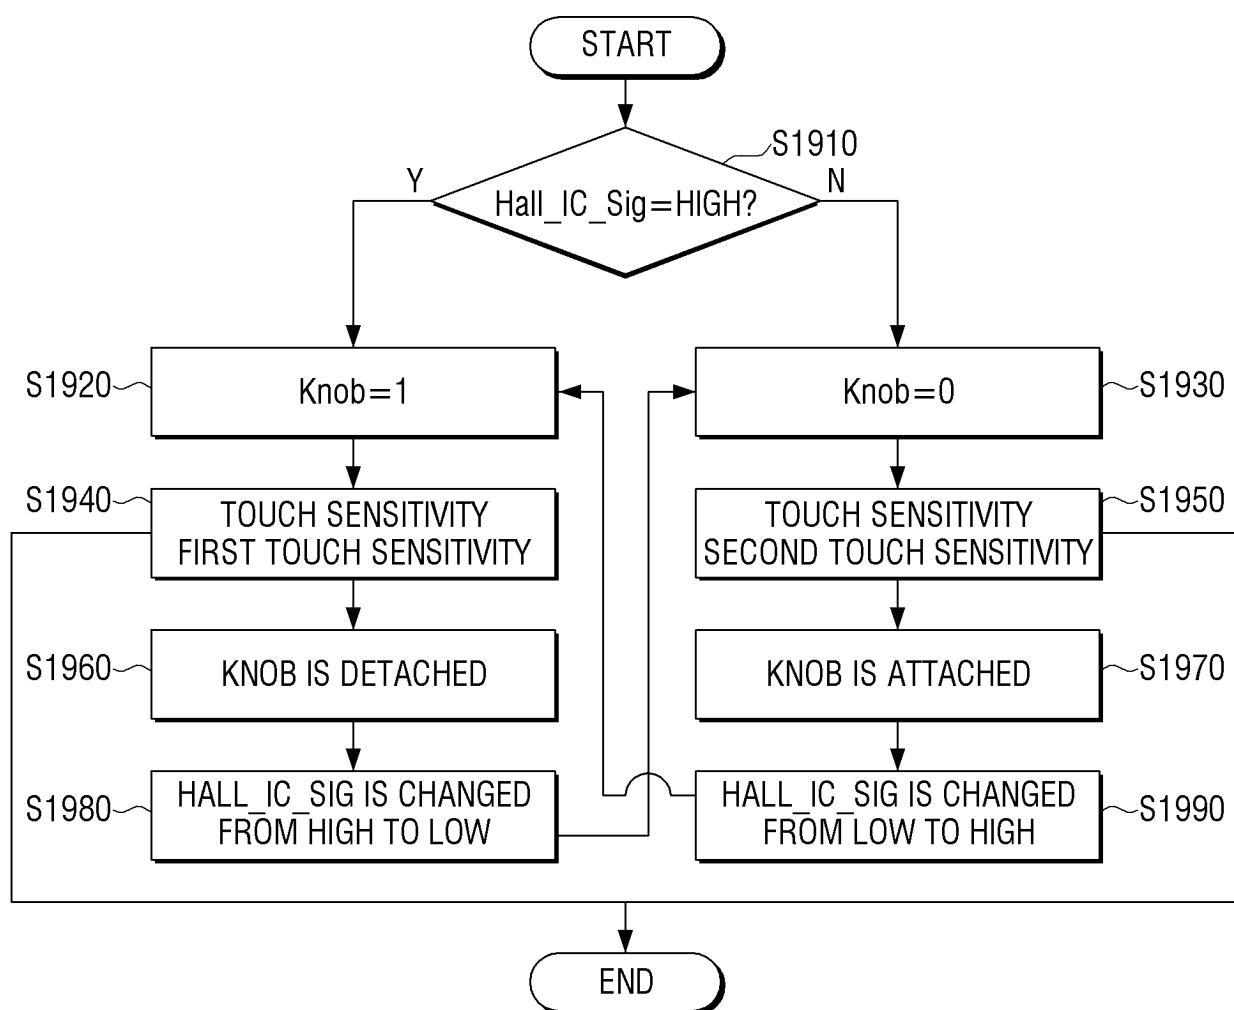 START
S1910
Y
N
Hall_IC_Sig=HIGH?
S1920
Knob=1
Knob=0
S1930
S1940
TOUCH SENSITIVITY
FIRST TOUCH SENSITIVITY
TOUCH SENSITIVITY
SECOND TOUCH SENSITIVITY
S1950
S1960
KNOB IS DETACHED
KNOB IS ATTACHED
S1970
S1980
HALL_IC_SIG IS CHANGED
FROM HIGH TO LOW
HALL_IC_SIG IS CHANGED
FROM LOW TO HIGH
S1990
END